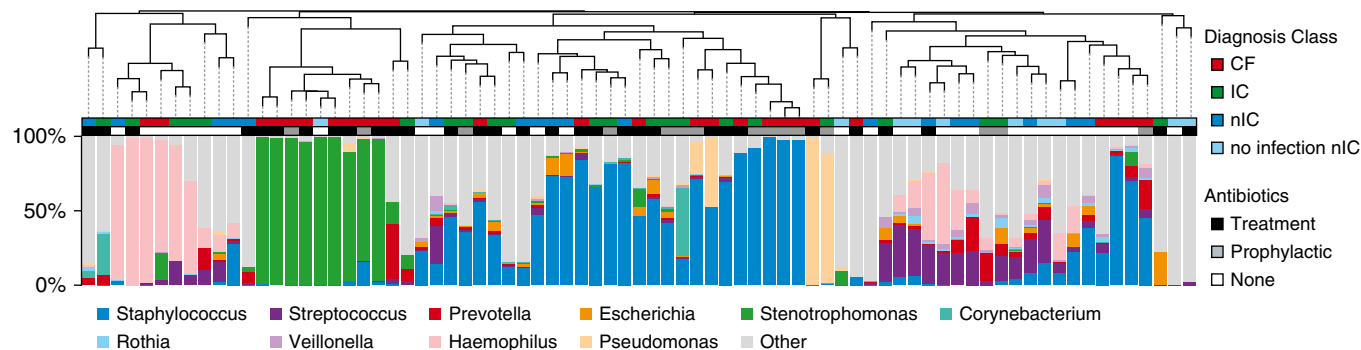 Diagnosis Class
CF
IC
nIC
no infection nIC
Antibiotics
Treatment
Prophylactic
None
100%
50%
0%
Staphylococcus Streptococcus Prevotella Escherichia Stenotrophomonas Corynebacterium
Rothia Veillonella Haemophilus Pseudomonas Other